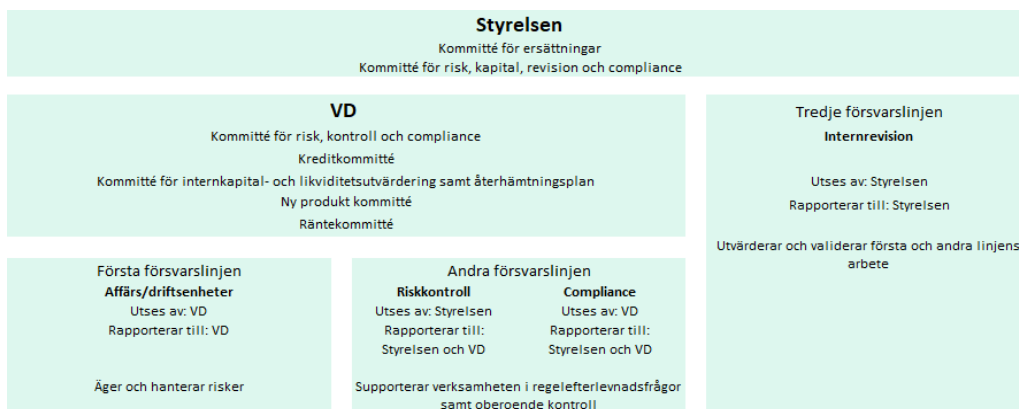 Styrelsen
Kommitté för ersättningar
Kommitté för risk, kapital, revision och compliance
VD
Kommitté för risk, kontroll och compliance
Kreditkommitté
Kommitté för internkapital- och likviditetsutvärdering samt återhämtningsplan
Ny produkt kommitté
Räntekommitté
Tredje försvarslinjen
Internrevision
Utses av: Styrelsen
Rapporterar till: Styrelsen
Utvärderar och validerar första och andra linjens
arbete
Första försvarslinjen
Affärs/driftsenheter
Utses av: VD
Rapporterar till: VD
Äger och hanterar risker
Andra försvarslinjen
Riskkontroll
Utses av: Styrelsen
Rapporterar till:
Styrelsen och VD
Compliance
Utses av: VD
Rapporterar till:
Styrelsen och VD
Supporterar verksamheten i regelefterlevnadsfrågor
samt oberoende kontroll